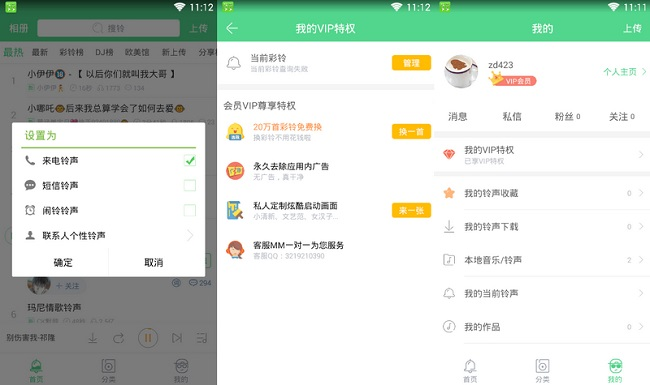 11:12
相册
搜铃
上传
最热
最新
彩铃榜
DJ榜
欧美馆
新上传
分享榜
1
小伊伊🔞 -【 以后你们就叫我大哥 】
2
小哪吒 后来我总算学会了如何去爱
设置为
来电铃声
短信铃声
闹铃铃声
联系人个性铃声
确定
取消
+ 关注
294
玛尼情歌铃声
别伤害我-祁隆
首页
分类
我的
11:12
我的VIP特权
当前彩铃
当前彩铃查询失败
管理
会员VIP尊享特权
20万首彩铃免费换
换彩铃不用花钱啦
换一首
永久去除应用内广告
无广告，真干净
私人定制炫酷启动画面
小清新、文艺范、女汉子...
来一张
客服MM一对一为您服务
客服QQ：3219210390
11:11
我的
上传
zd423
VIP会员
个人主页
消息
私信
粉丝 0
关注 0
我的VIP特权
已享VIP特权
我的铃声收藏
0
我的铃声下载
0
本地音乐/铃声
2
我的当前铃声
我的作品
0
首页
分类
我的